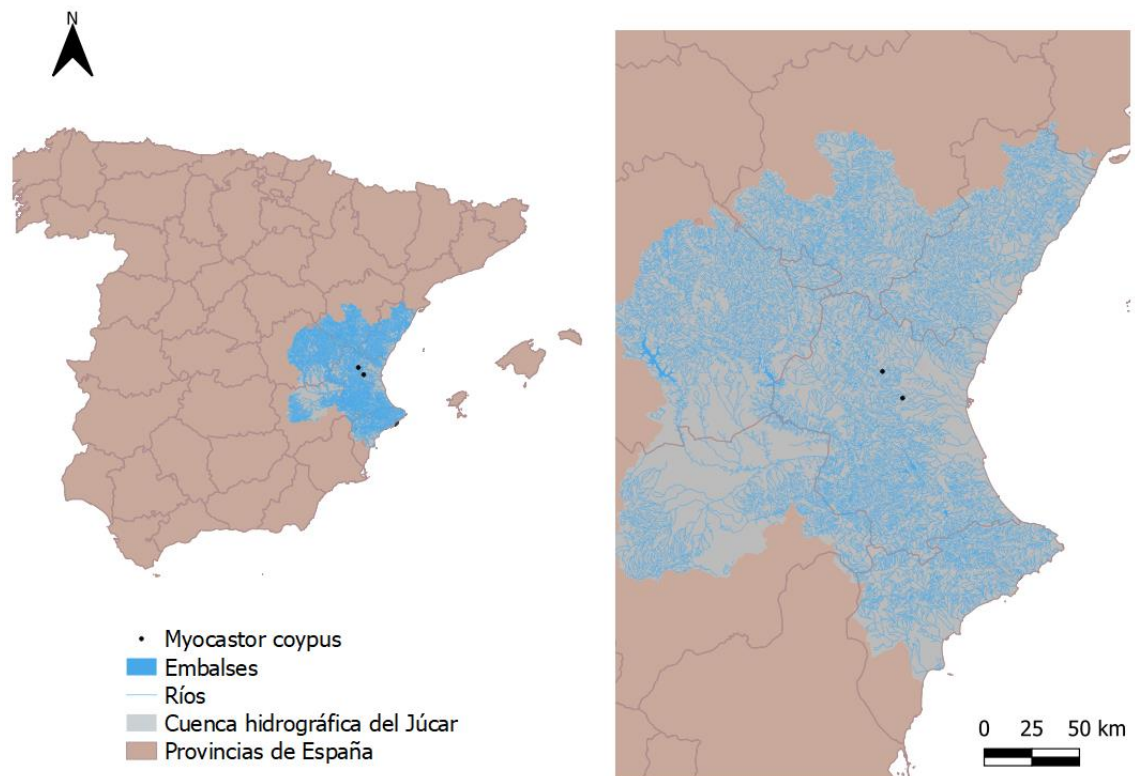 N
Myocastor coypus
Embalses
Ríos
Cuenca hidrográfica del Júcar
Provincias de España
0 25 50 km